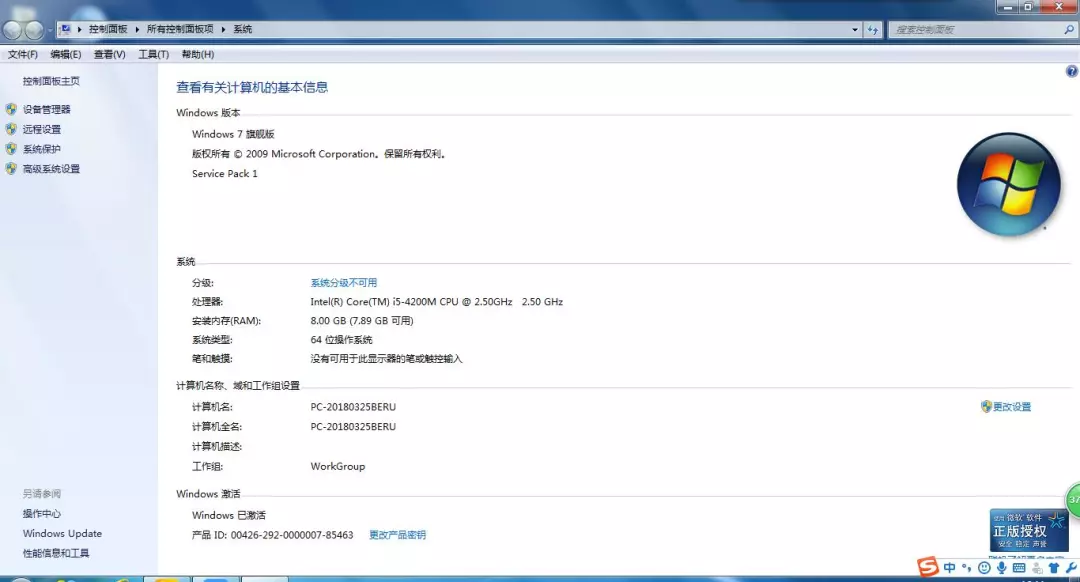 控制面板 ▸ 所有控制面板项 ▸ 系统
搜索控制面板
文件(F) 编辑(E) 查看(V) 工具(T) 帮助(H)
控制面板主页
设备管理器
远程设置
系统保护
高级系统设置
查看有关计算机的基本信息
Windows 版本
Windows 7 旗舰版
版权所有 © 2009 Microsoft Corporation。保留所有权利。
Service Pack 1
系统
分级: 系统分级不可用
处理器: Intel(R) Core(TM) i5-4200M CPU @ 2.50GHz 2.50 GHz
安装内存(RAM): 8.00 GB (7.89 GB 可用)
系统类型: 64 位操作系统
笔和触摸: 没有可用于此显示器的笔或触控输入
计算机名称、域和工作组设置
计算机名: PC-20180325BERU
更改设置
计算机全名: PC-20180325BERU
计算机描述:
工作组: WorkGroup
Windows 激活
Windows 已激活
产品 ID: 00426-292-0000007-85463 更改产品密钥
另请参阅
操作中心
Windows Update
性能信息和工具
37
使用 微软 软件
正版授权
安全 稳定 声誉
中